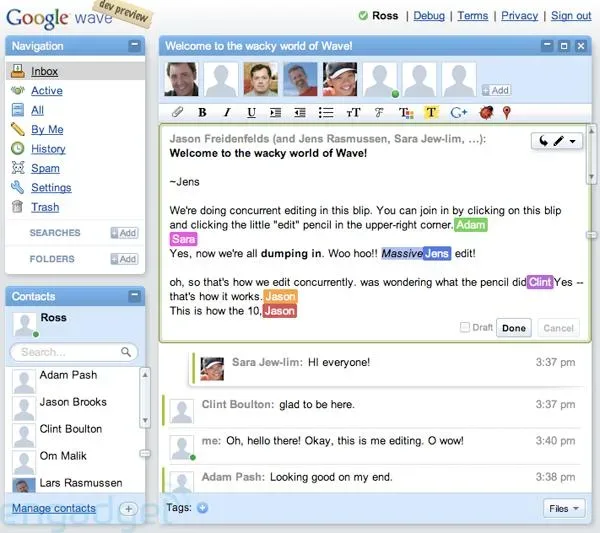 Google wave dev preview
Ross | Debug | Terms | Privacy | Sign out
Navigation
Inbox
Active
All
By Me
History
Spam
Settings
Trash
SEARCHES Add
FOLDERS Add
Contacts
Ross
Search...
Adam Pash
Jason Brooks
Clint Boulton
Om Malik
Lars Rasmussen
Manage contacts
engadget
Welcome to the wacky world of Wave!
Add
B I U F T T T G+
Jason Freidenfelds (and Jens Rasmussen, Sara Jew-lim, ...):
Welcome to the wacky world of Wave!
~Jens
We're doing concurrent editing in this blip. You can join in by clicking on this blip
and clicking the little "edit" pencil in the upper-right corner. Adam
Sara
Yes, now we're all dumping in. Woo hoo!! Massive Jens edit!
oh, so that's how we edit concurrently. was wondering what the pencil did Clint Yes --
that's how it works. Jason
This is how the 10, Jason
Draft Done Cancel
Sara Jew-lim: HI everyone! 3:37 pm
Clint Boulton: glad to be here. 3:37 pm
me: Oh, hello there! Okay, this is me editing. O wow! 3:40 pm
Adam Pash: Looking good on my end. 3:38 pm
Tags: Files